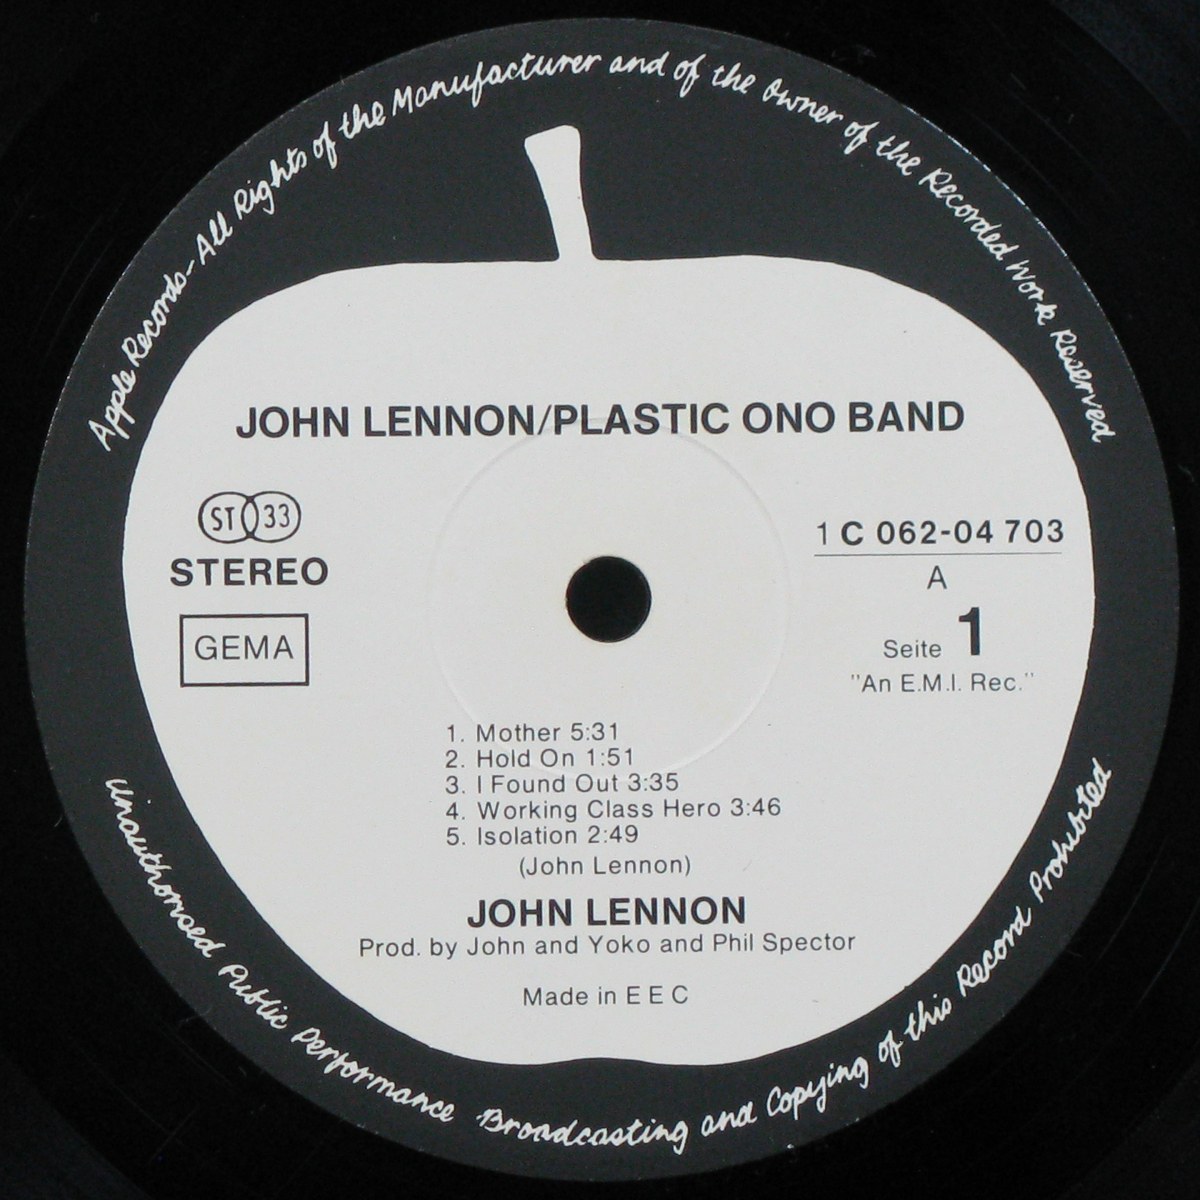 Apple Records-All Rights of the Manufacturer and of the Owner of the Recorded Work Reserved
JOHN LENNON/PLASTIC ONO BAND
ST 33
STEREO
GEMA
1 C 062-04 703
A
Seite 1
"An E.M.I. Rec."
1. Mother 5:31
2. Hold On 1:51
3. I Found Out 3:35
4. Working Class Hero 3:46
5. Isolation 2:49
(John Lennon)
JOHN LENNON
Prod. by John and Yoko and Phil Spector
Made in E E C
Unauthorised Public Performance Broadcasting and Copying of this Record Prohibited